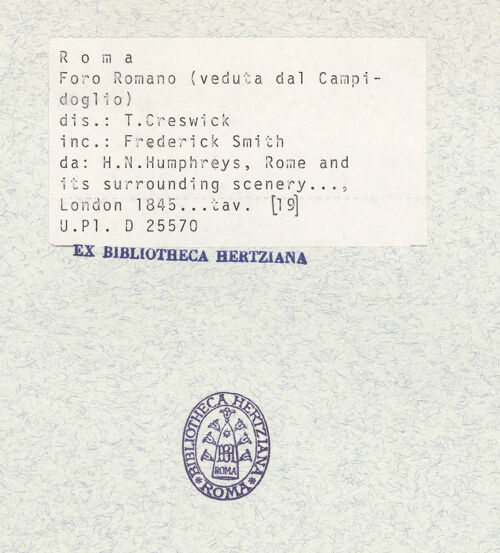 R o m a
Foro Romano (veduta dal Campi-
doglio)
dis.: T.Creswick
inc.: Frederick Smith
da: H.N.Humphreys, Rome and
its surrounding scenery...,
London 1845...tav. [19]
U.Pl. D 25570
EX BIBLIOTHECA HERTZIANA
BIBLIOTHECA HERTZIANA
BH
ROMA
* ROMA *